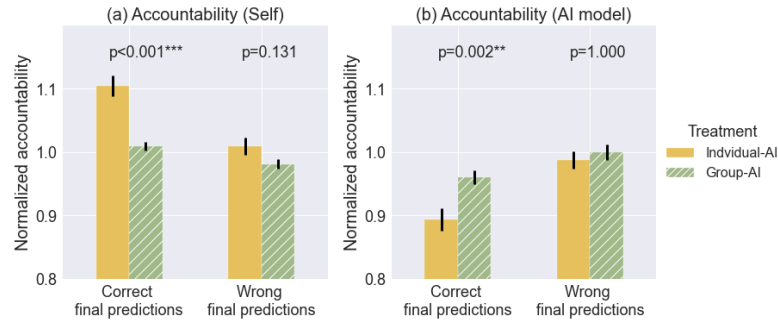 (a) Accountability (Self)
p<0.001***
p=0.131
Normalized accountability
1.1
1.0
0.9
0.8
Correct
final predictions
Wrong
final predictions
(b) Accountability (AI model)
p=0.002**
p=1.000
Normalized accountability
1.1
1.0
0.9
0.8
Correct
final predictions
Wrong
final predictions
Treatment
Indvidual-AI
Group-AI